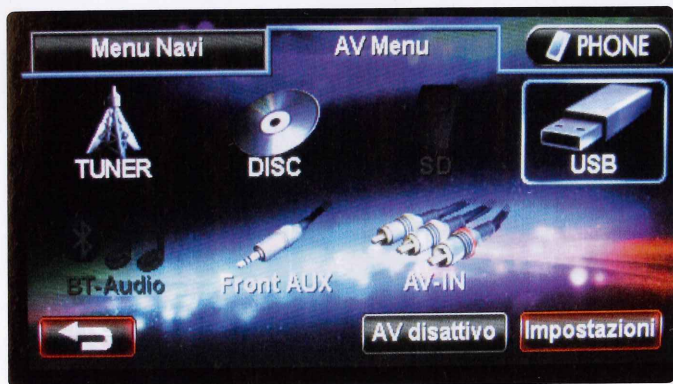 Menu Navi
AV Menu
PHONE
TUNER
DISC
SD
USB
BT-Audio
Front AUX
AV-IN
AV disattivo
Impostazioni